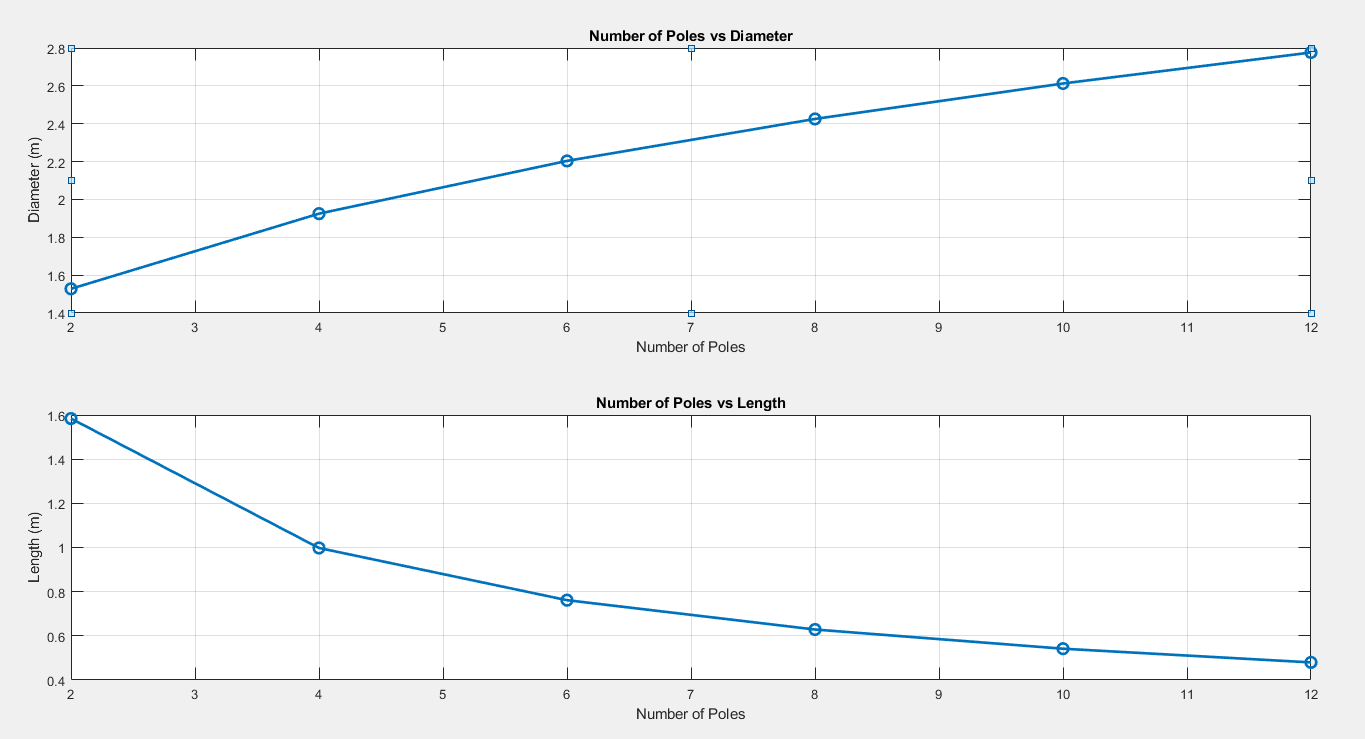 Number of Poles vs Diameter
Diameter (m)
2.8
2.6
2.4
2.2
2
1.8
1.6
1.4
2 3 4 5 6 7 8 9 10 11 12
Number of Poles
Number of Poles vs Length
Length (m)
1.6
1.4
1.2
1
0.8
0.6
0.4
2 3 4 5 6 7 8 9 10 11 12
Number of Poles